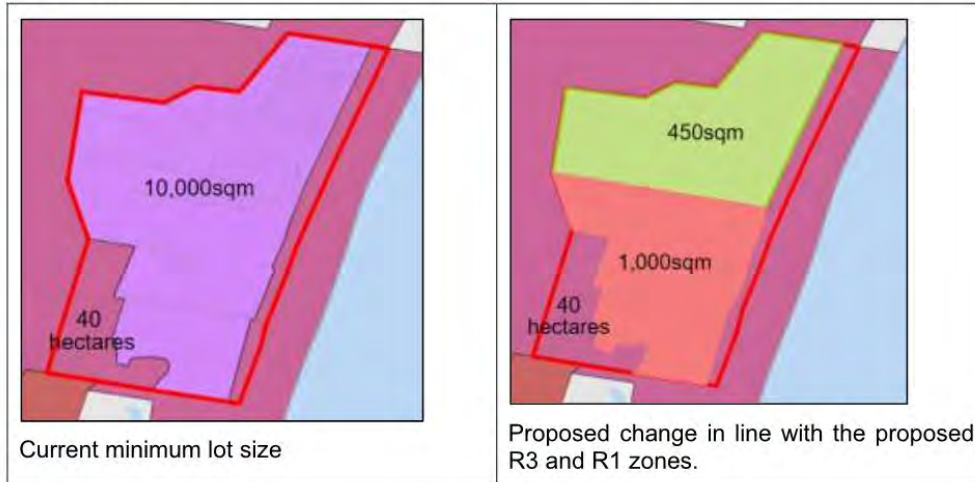 10,000sqm
40
hectares
Current minimum lot size
450sqm
1,000sqm
40
hectares
Proposed change in line with the proposed
R3 and R1 zones.